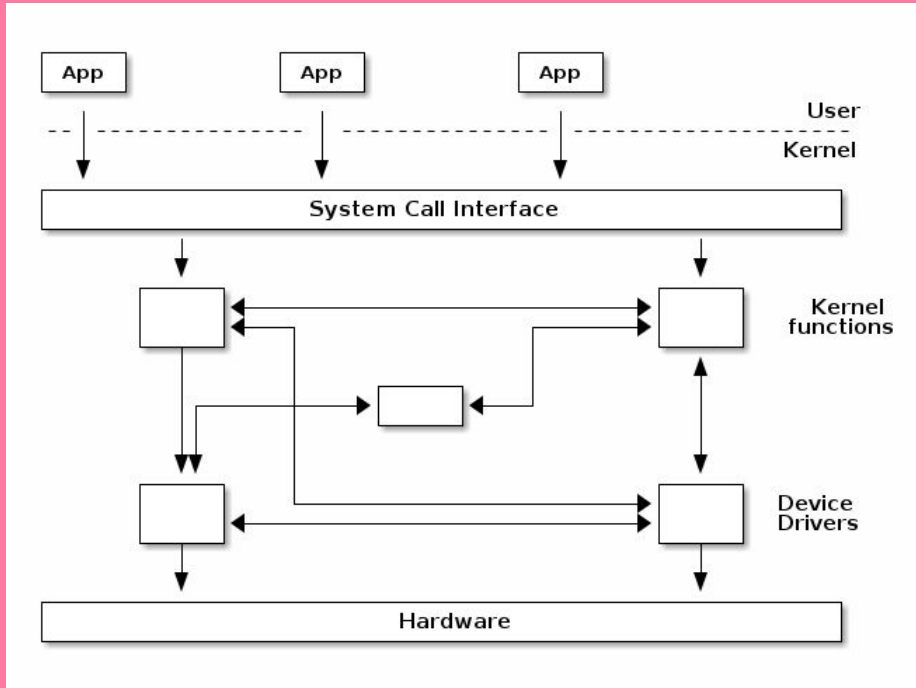 App
App
App
User
Kernel
System Call Interface
Kernel
functions
Device
Drivers
Hardware